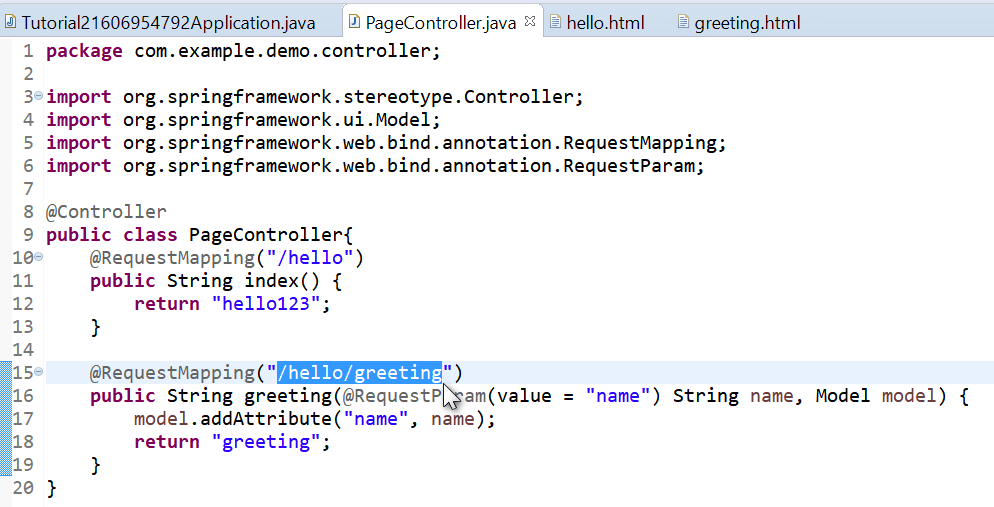 Tutorial21606954792Application.java PageController.java hello.html greeting.html
1 package com.example.demo.controller;
2
3 import org.springframework.stereotype.Controller;
4 import org.springframework.ui.Model;
5 import org.springframework.web.bind.annotation.RequestMapping;
6 import org.springframework.web.bind.annotation.RequestParam;
7
8 @Controller
9 public class PageController{
10 @RequestMapping("/hello")
11 public String index() {
12 return "hello123";
13 }
14
15 @RequestMapping("/hello/greeting")
16 public String greeting(@RequestParam(value = "name") String name, Model model) {
17 model.addAttribute("name", name);
18 return "greeting";
19 }
20 }